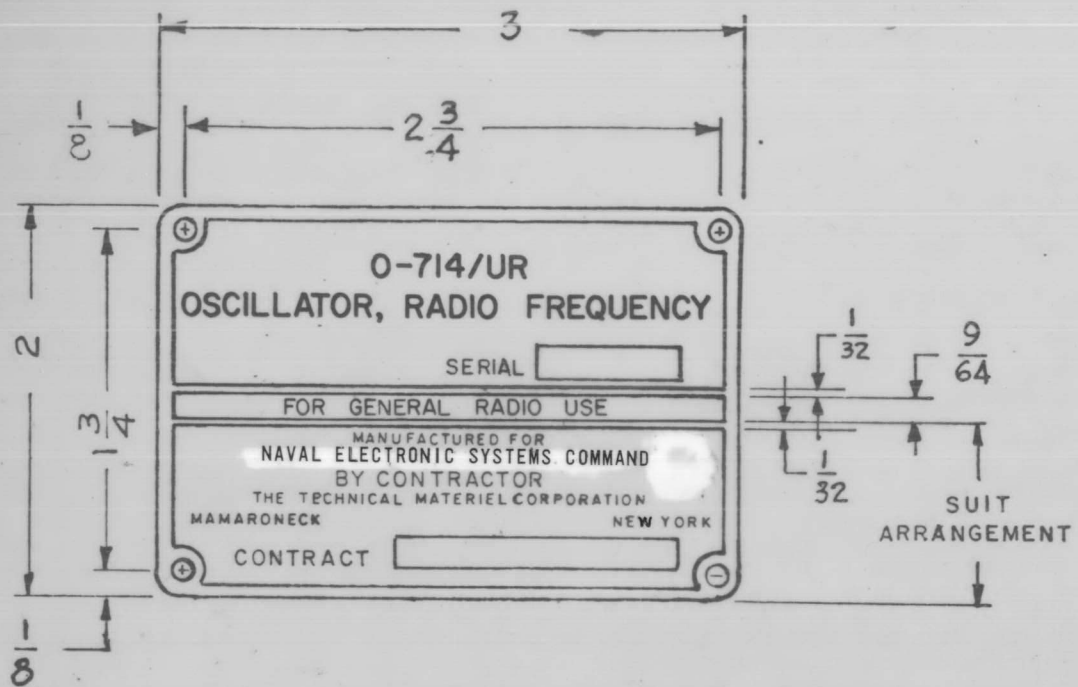 3
1/8
2 3/4
2
1 3/4
1/8
O-714/UR
OSCILLATOR, RADIO FREQUENCY
SERIAL
FOR GENERAL RADIO USE
MANUFACTURED FOR
NAVAL ELECTRONIC SYSTEMS COMMAND
BY CONTRACTOR
THE TECHNICAL MATERIEL CORPORATION
MAMARONECK NEW YORK
CONTRACT
1/32
9/64
1/32
SUIT
ARRANGEMENT